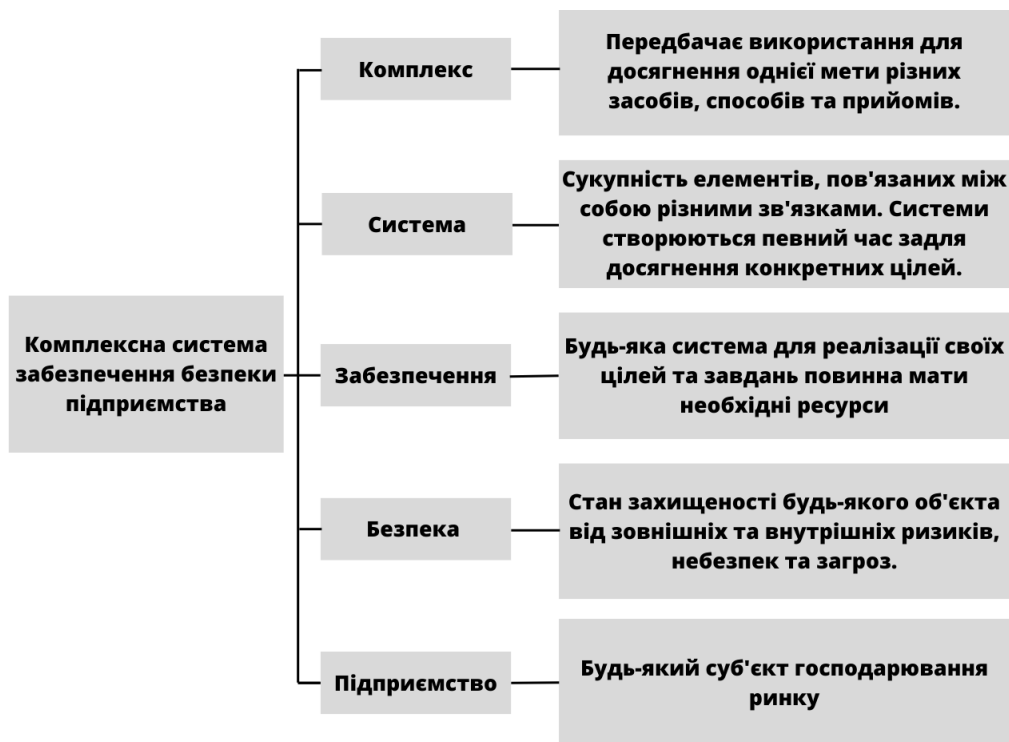 Комплексна система
забезпечення безпеки
підприємства
Комплекс
Передбачає використання для
досягнення однієї мети різних
засобів, способів та прийомів.
Система
Сукупність елементів, пов'язаних між
собою різними зв'язками. Системи
створюються певний час задля
досягнення конкретних цілей.
Забезпечення
Будь-яка система для реалізації своїх
цілей та завдань повинна мати
необхідні ресурси
Безпека
Стан захищеності будь-якого об'єкта
від зовнішніх та внутрішніх ризиків,
небезпек та загроз.
Підприємство
Будь-який суб'єкт господарювання
ринку